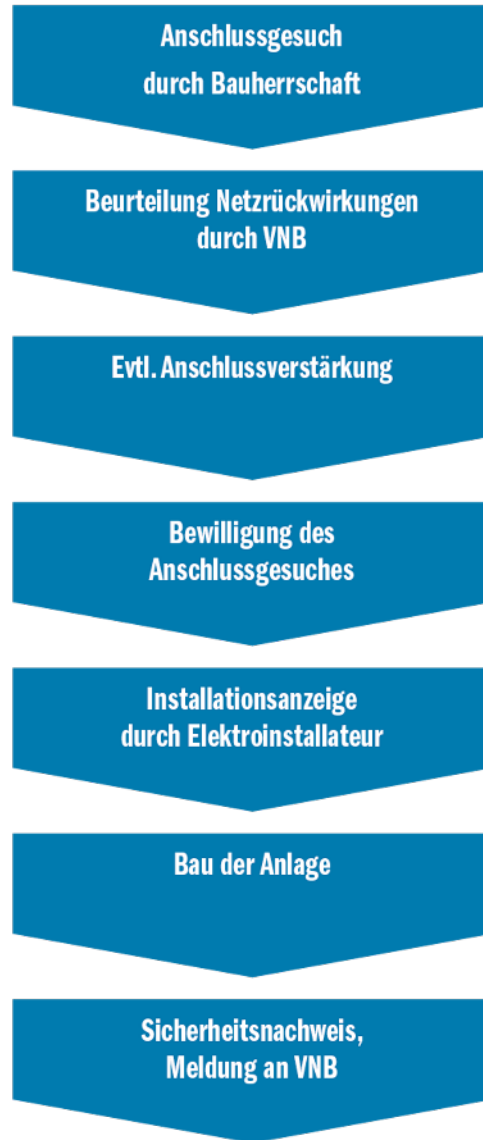 Anschlussgesuch
durch Bauherrschaft
Beurteilung Netzrückwirkungen
durch VNB
Evtl. Anschlussverstärkung
Bewilligung des
Anschlussgesuches
Installationsanzeige
durch Elektroinstallateur
Bau der Anlage
Sicherheitsnachweis,
Meldung an VNB